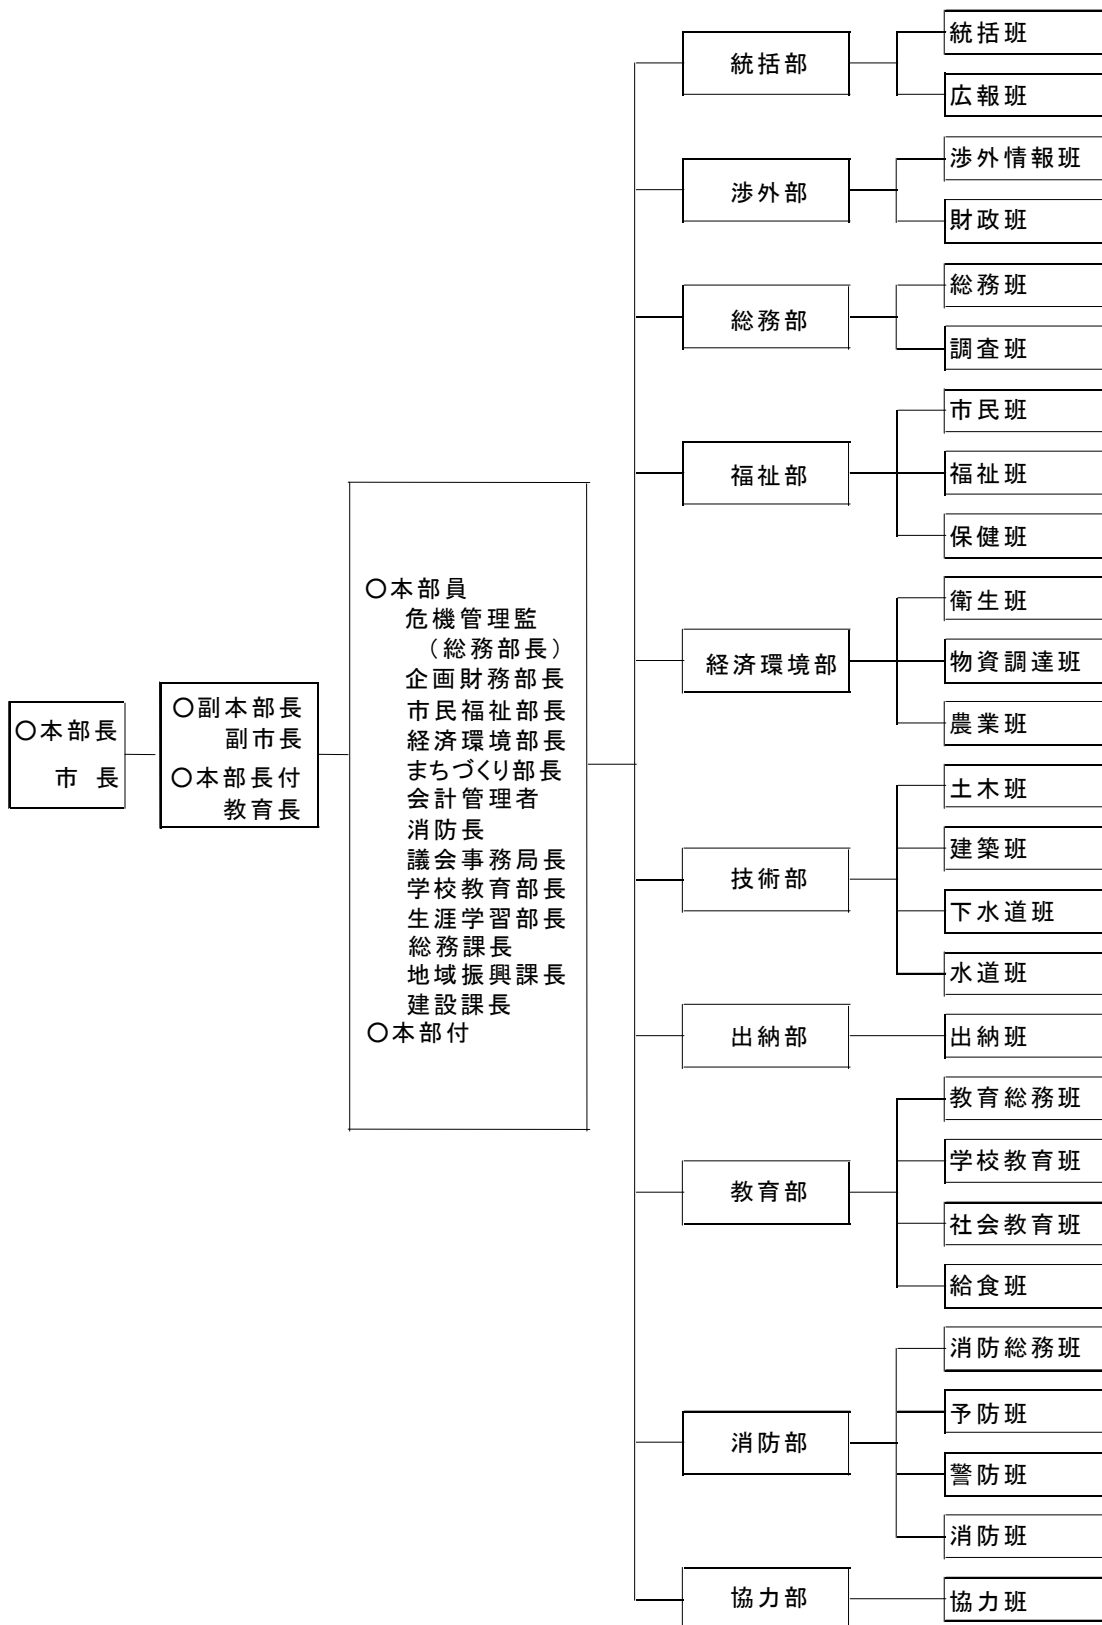 〇本部長
市長
〇副本部長
副市長
〇本部長付
教育長
〇本部員
危機管理監
（総務部長）
企画財務部長
市民福祉部長
経済環境部長
まちづくり部長
会計管理者
消防長
議会事務局長
学校教育部長
生涯学習部長
総務課長
地域振興課長
建設課長
〇本部付
統括部
統括班
広報班
渉外部
渉外情報班
財政班
総務部
総務班
調査班
福祉部
市民班
福祉班
保健班
経済環境部
衛生班
物資調達班
農業班
技術部
土木班
建築班
下水道班
水道班
出納部
出納班
教育部
教育総務班
学校教育班
社会教育班
給食班
消防部
消防総務班
予防班
警防班
消防班
協力部
協力班